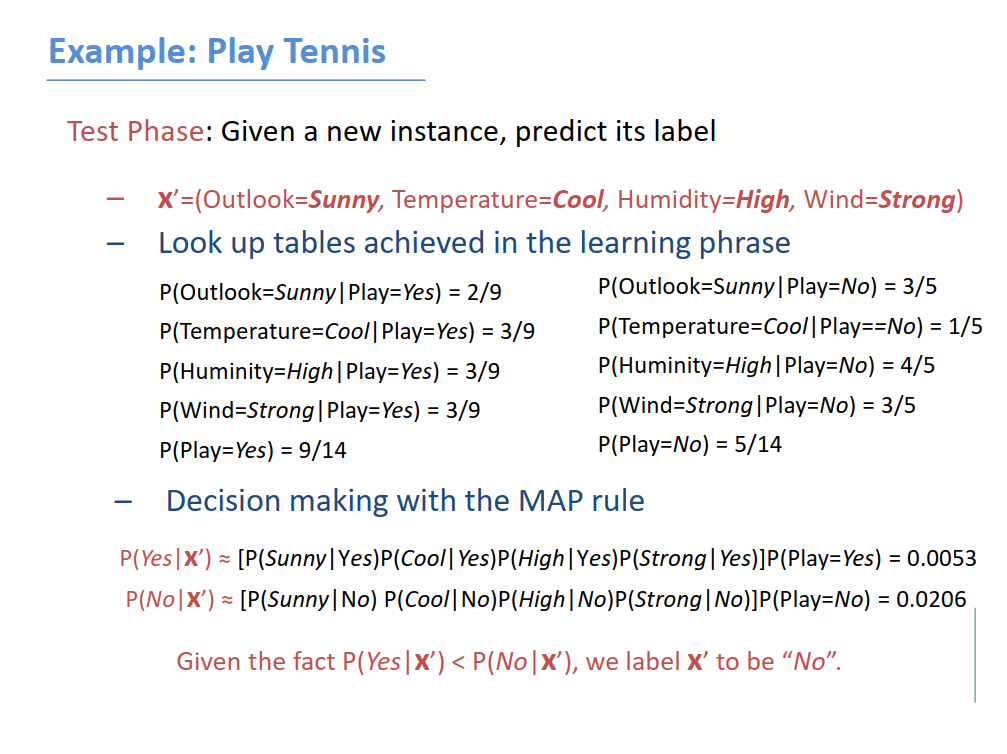 Example: Play Tennis
Test Phase: Given a new instance, predict its label
– X’=(Outlook=Sunny, Temperature=Cool, Humidity=High, Wind=Strong)
– Look up tables achieved in the learning phrase
P(Outlook=Sunny|Play=Yes) = 2/9
P(Temperature=Cool|Play=Yes) = 3/9
P(Huminity=High|Play=Yes) = 3/9
P(Wind=Strong|Play=Yes) = 3/9
P(Play=Yes) = 9/14
P(Outlook=Sunny|Play=No) = 3/5
P(Temperature=Cool|Play==No) = 1/5
P(Huminity=High|Play=No) = 4/5
P(Wind=Strong|Play=No) = 3/5
P(Play=No) = 5/14
– Decision making with the MAP rule
P(Yes|X’) ≈ [P(Sunny|Yes)P(Cool|Yes)P(High|Yes)P(Strong|Yes)]P(Play=Yes) = 0.0053
P(No|X’) ≈ [P(Sunny|No) P(Cool|No)P(High|No)P(Strong|No)]P(Play=No) = 0.0206
Given the fact P(Yes|X’) < P(No|X’), we label X’ to be “No”.